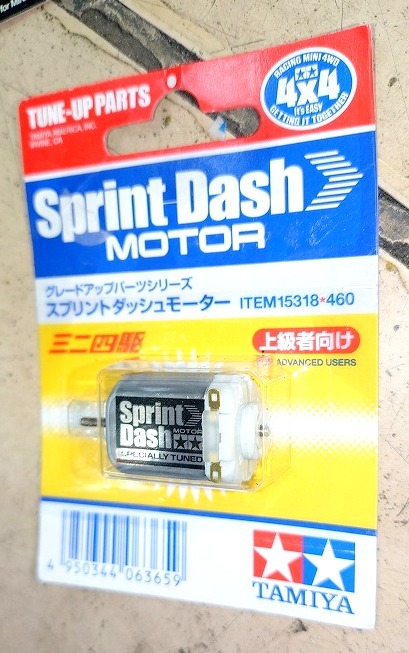 TUNE-UP PARTS
TAMIYA AMERICA, INC.
IRVINE, CA
RACING MINI 4WD
4x4
It's EASY
GETTING IT TOGETHER!
Sprint Dash
MOTOR
グレードアップパーツシリーズ
スプリントダッシュモーター ITEM15318*460
ミニ四駆
上級者向け
FOR ADVANCED USERS
Sprint
Dash MOTOR
SPECIALLY TUNED
4 950344 063659
TAMIYA